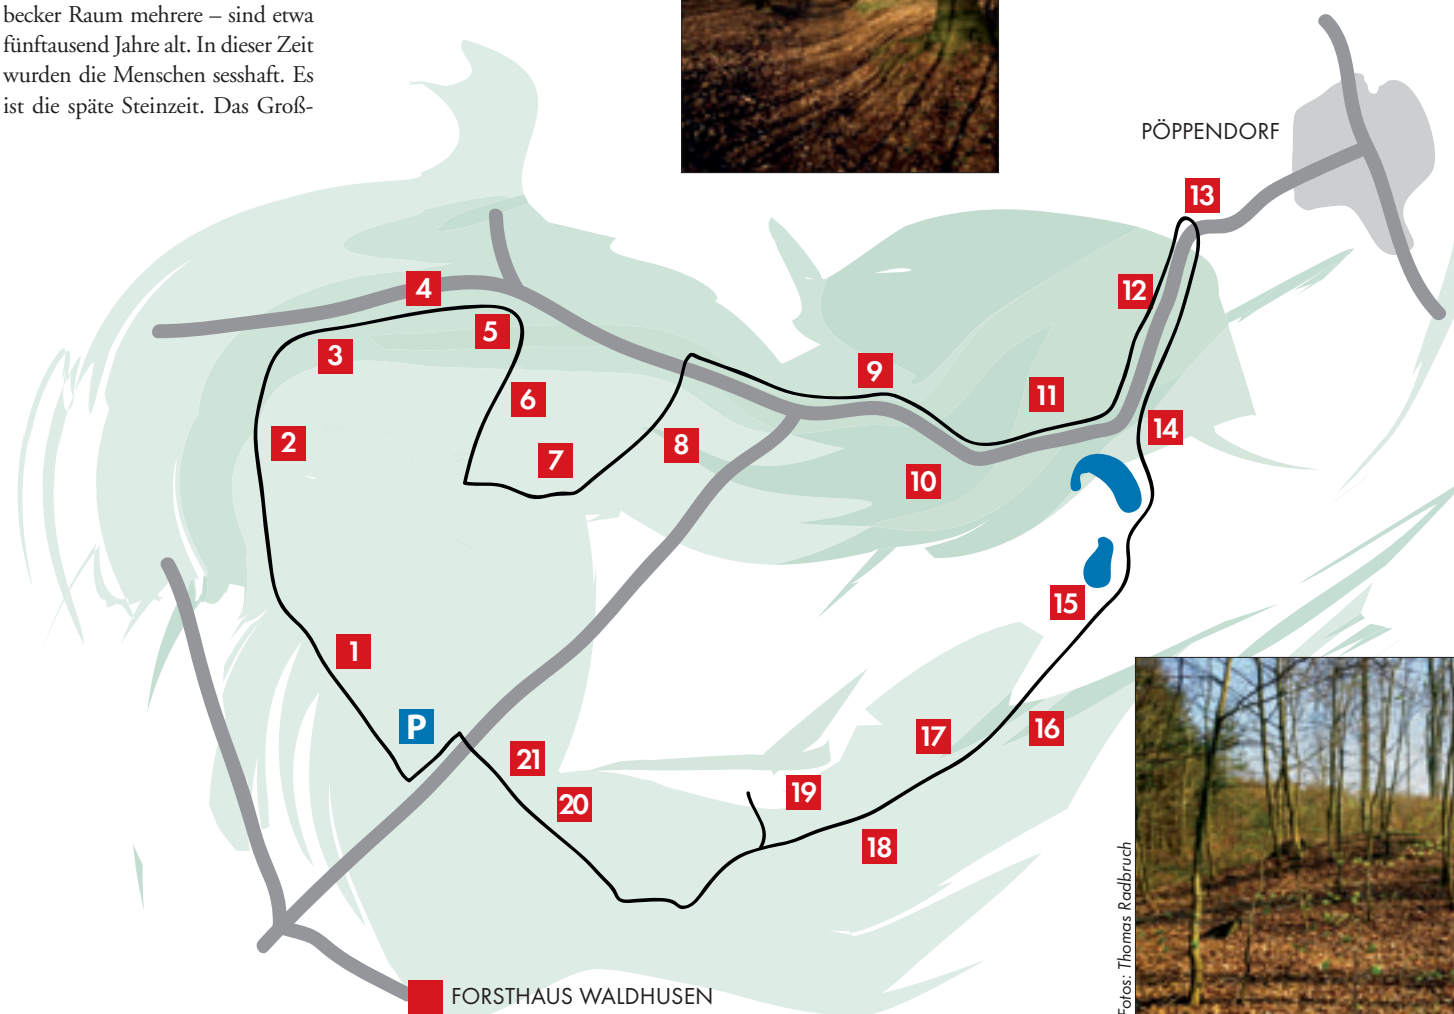 becker Raum mehrere – sind etwa
fünftausend Jahre alt. In dieser Zeit
wurden die Menschen sesshaft. Es
ist die späte Steinzeit. Das Groß-
PÖPPENDORF
13
4
12
5
3
9
6
11
2
14
8
7
10
15
1
P
16
17
21
19
20
18
FORSTHAUS WALDHUSEN
Fotos: Thomas Radbruch